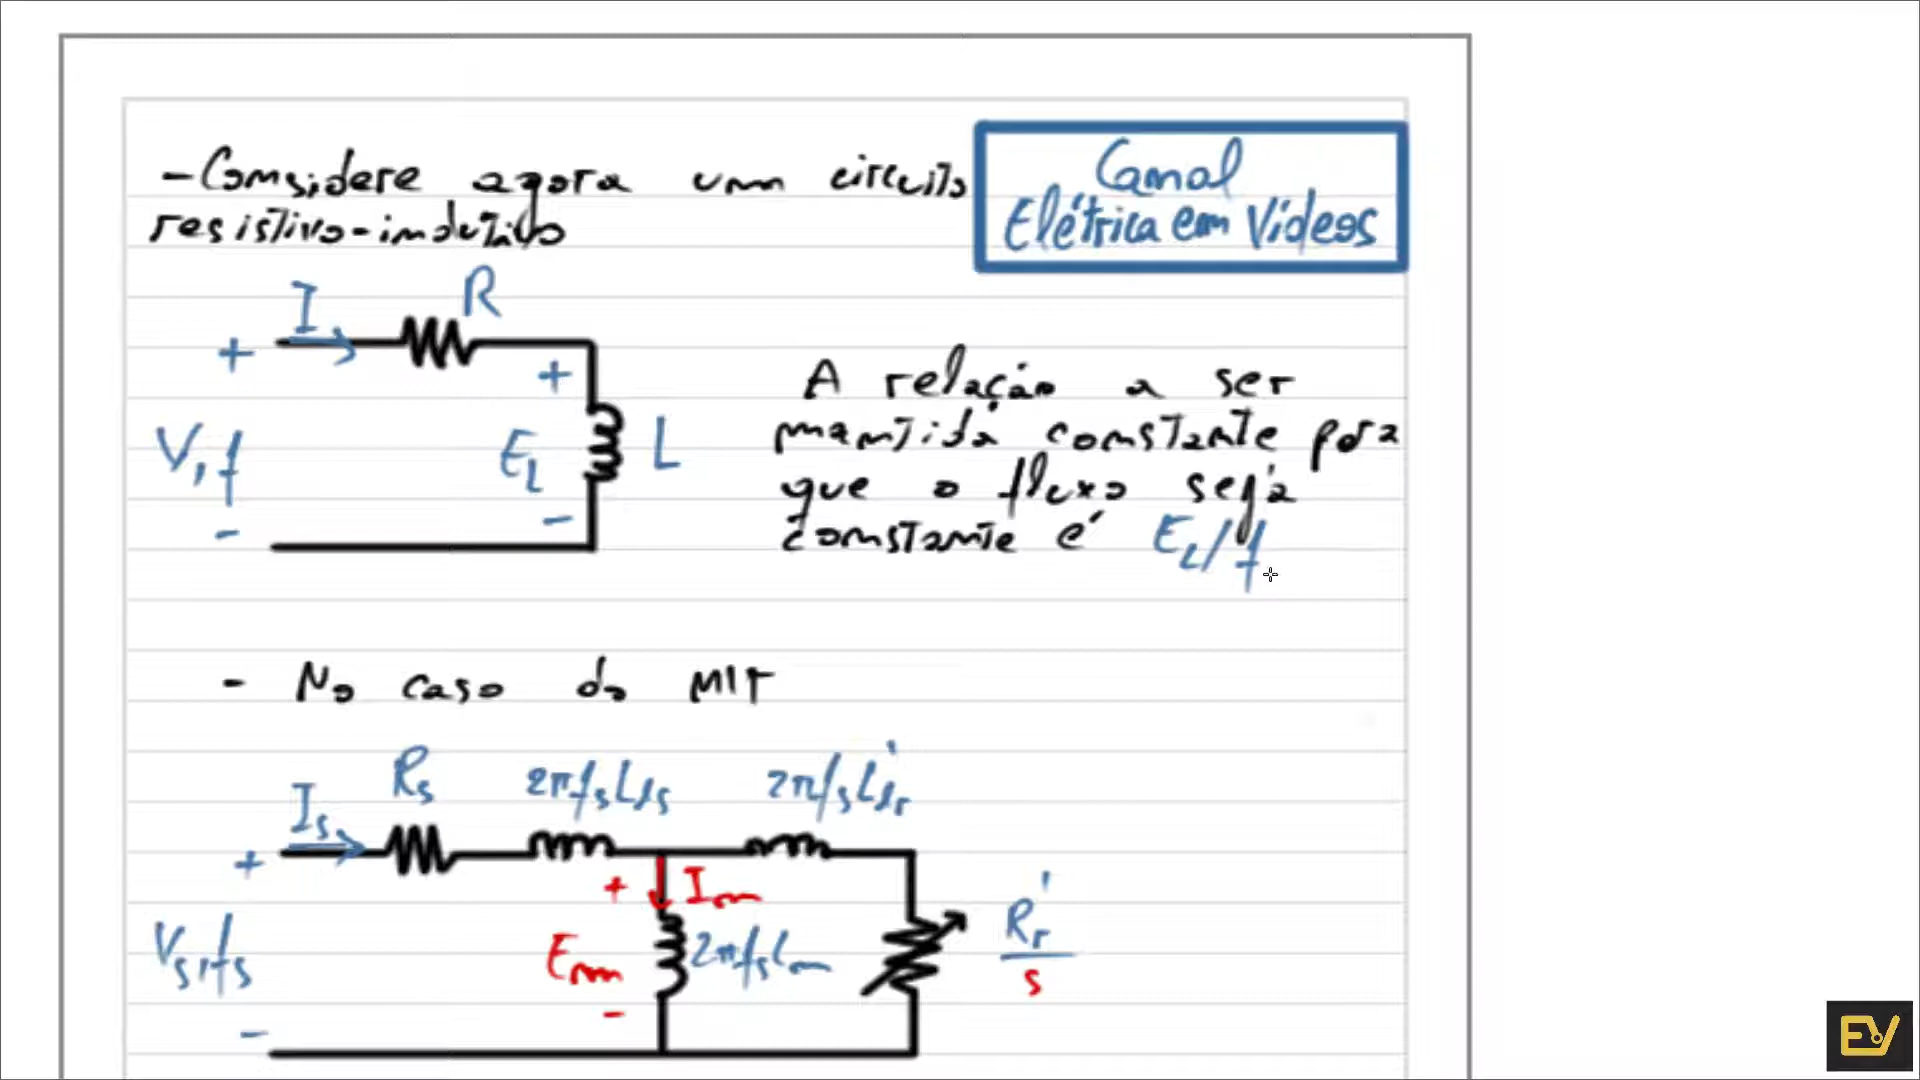 - Considere agora um circuito
resistivo-indutivo
Canal
Elétrica em Vídeos
I
R
+
+
V, f
E_L
L
-
-
A relação a ser
mantida constante para
que o fluxo seja
constante é E_L/f
- No caso do MIT
I_s
R_s
2πf_sL_ls
2πf_sL'_lr
+
+
I_m
V_s, f_s
E_m
2πf_sL_m
R'_r
s
-
-
EV